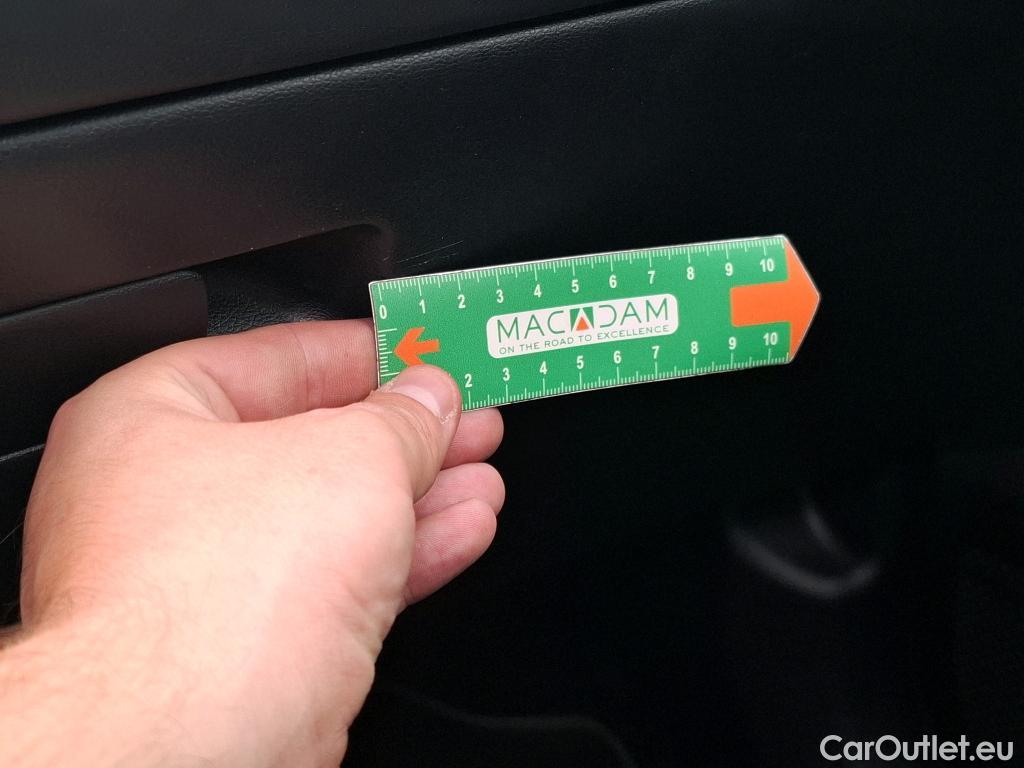 0 1 2 3 4 5 6 7 8 9 10
MACADAM
ON THE ROAD TO EXCELLENCE
2 3 4 5 6 7 8 9 10
CarOutlet.eu